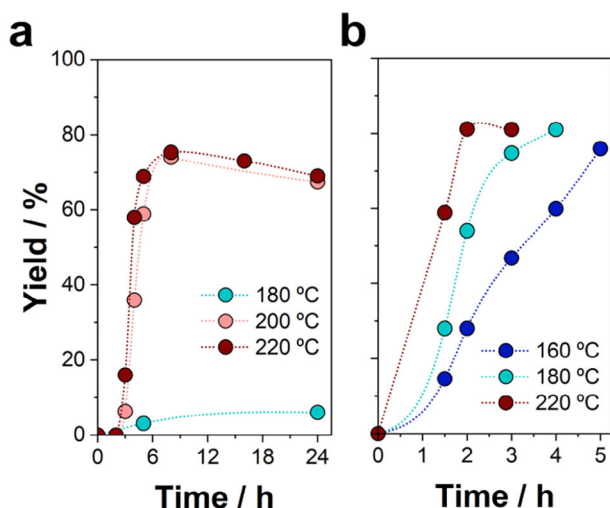 a
b
100
80
60
40
20
0
Yield / %
180 ºC
200 ºC
220 ºC
160 ºC
180 ºC
220 ºC
0 6 12 18 24
0 1 2 3 4 5
Time / h
Time / h